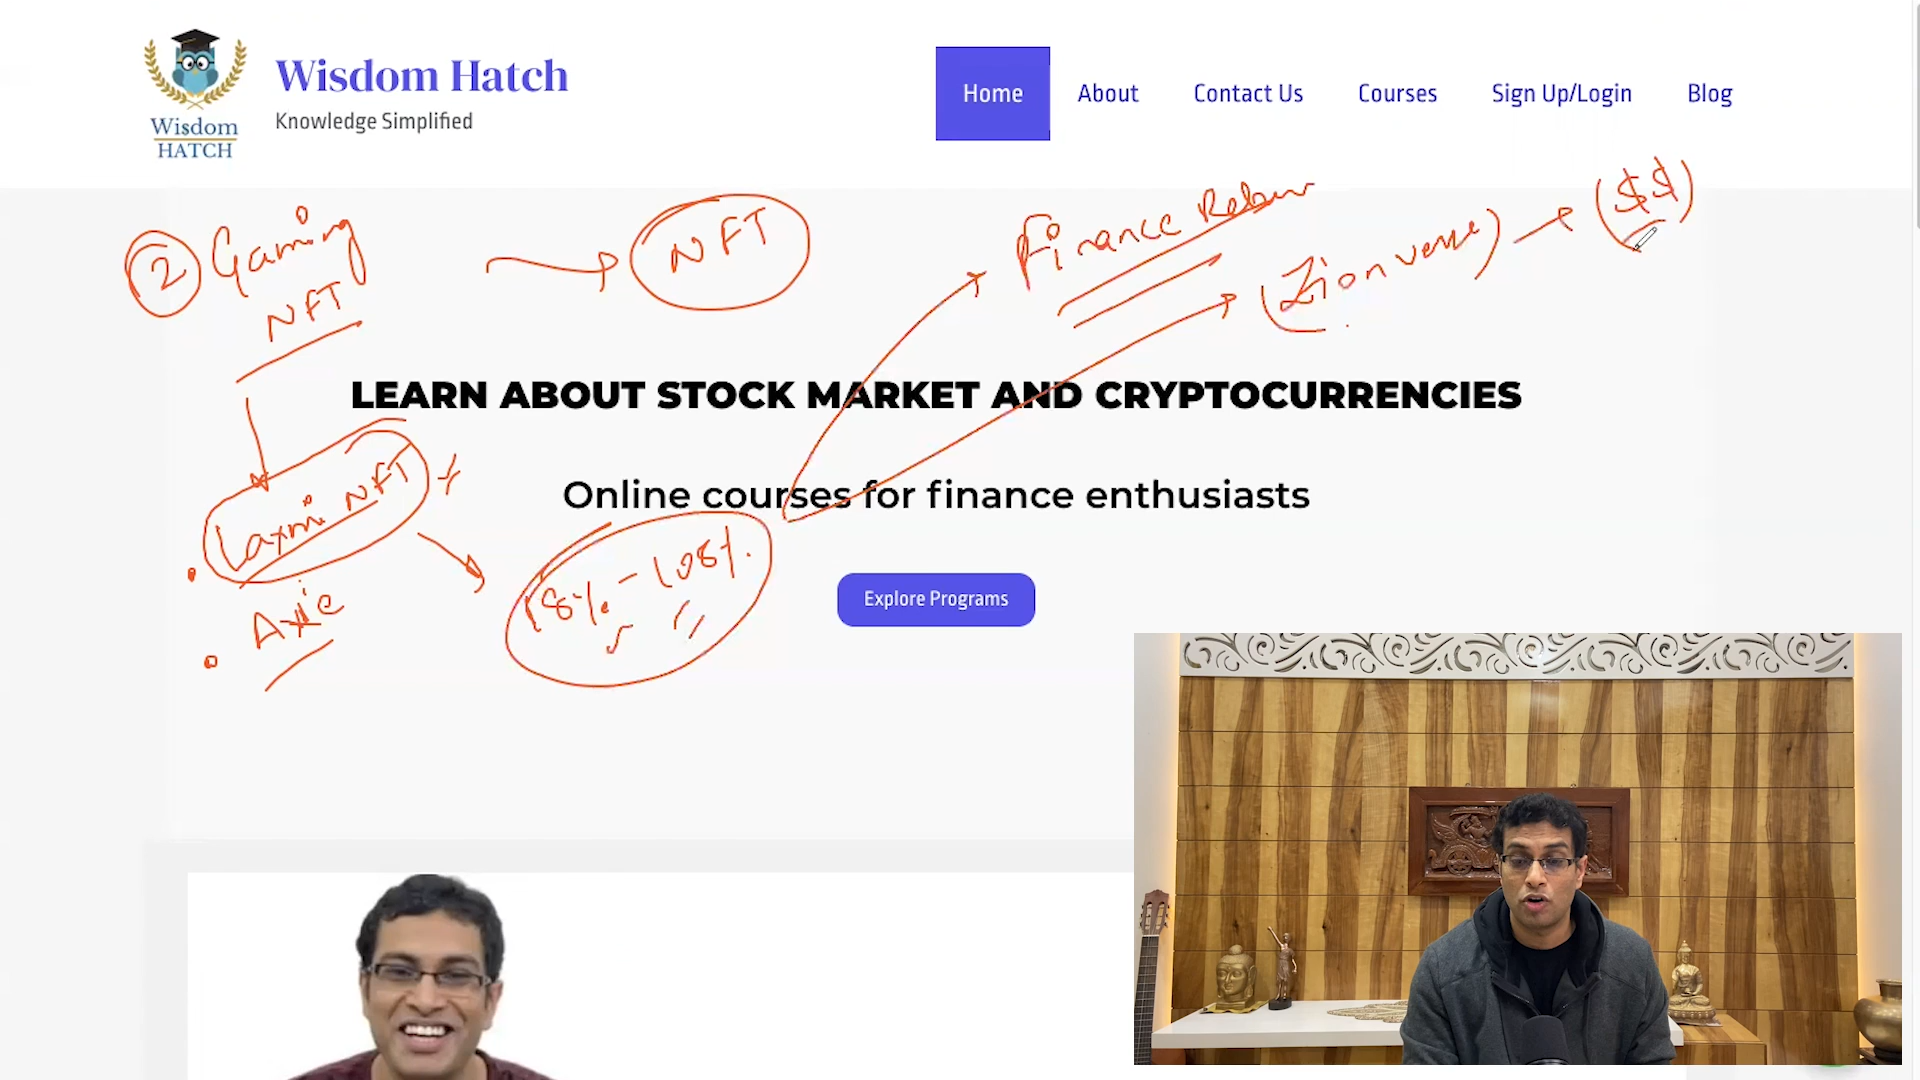 Wisdom Hatch
Knowledge Simplified
Wisdom
HATCH
Home
About
Contact Us
Courses
Sign Up/Login
Blog
2 Gaming
NFT
NFT
Finance
(Zionverse)
($$)
LEARN ABOUT STOCK MARKET AND CRYPTOCURRENCIES
Laxmi NFT
Online courses for finance enthusiasts
18% - 108%
Axie
Explore Programs